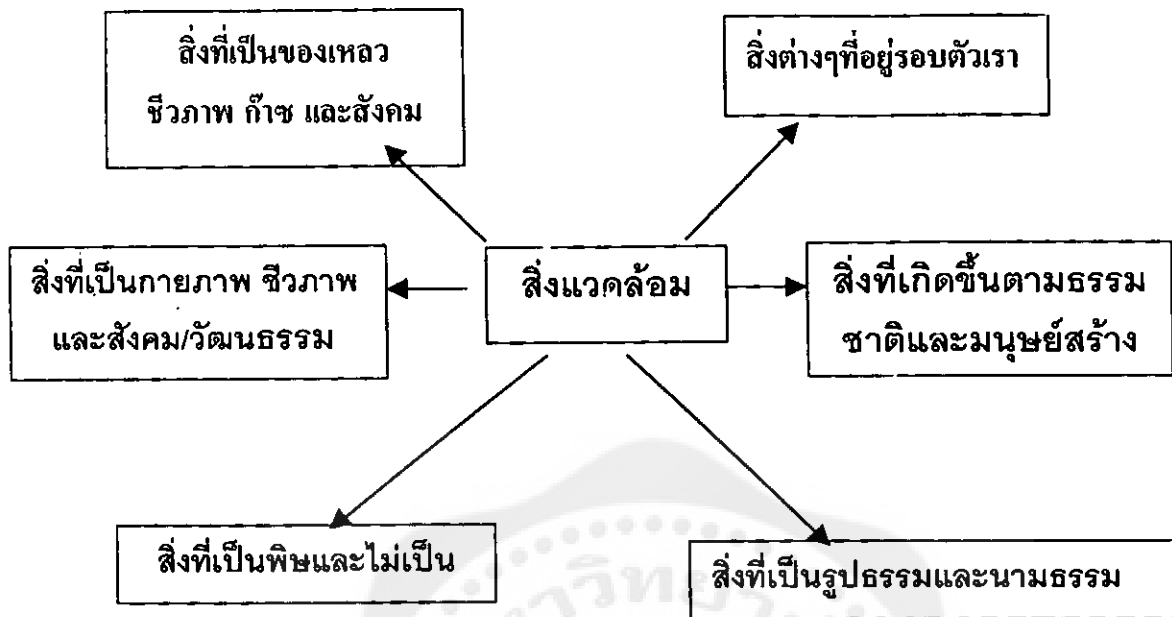 สิ่งที่เป็นของเหลว
ชีวภาพ ก๊าซ และสังคม
สิ่งต่างๆที่อยู่รอบตัวเรา
สิ่งที่เป็นกายภาพ ชีวภาพ
และสังคม/วัฒนธรรม
สิ่งแวดล้อม
สิ่งที่เกิดขึ้นตามธรรม
ชาติและมนุษย์สร้าง
สิ่งที่เป็นพิษและไม่เป็น
สิ่งที่เป็นรูปธรรมและนามธรรม